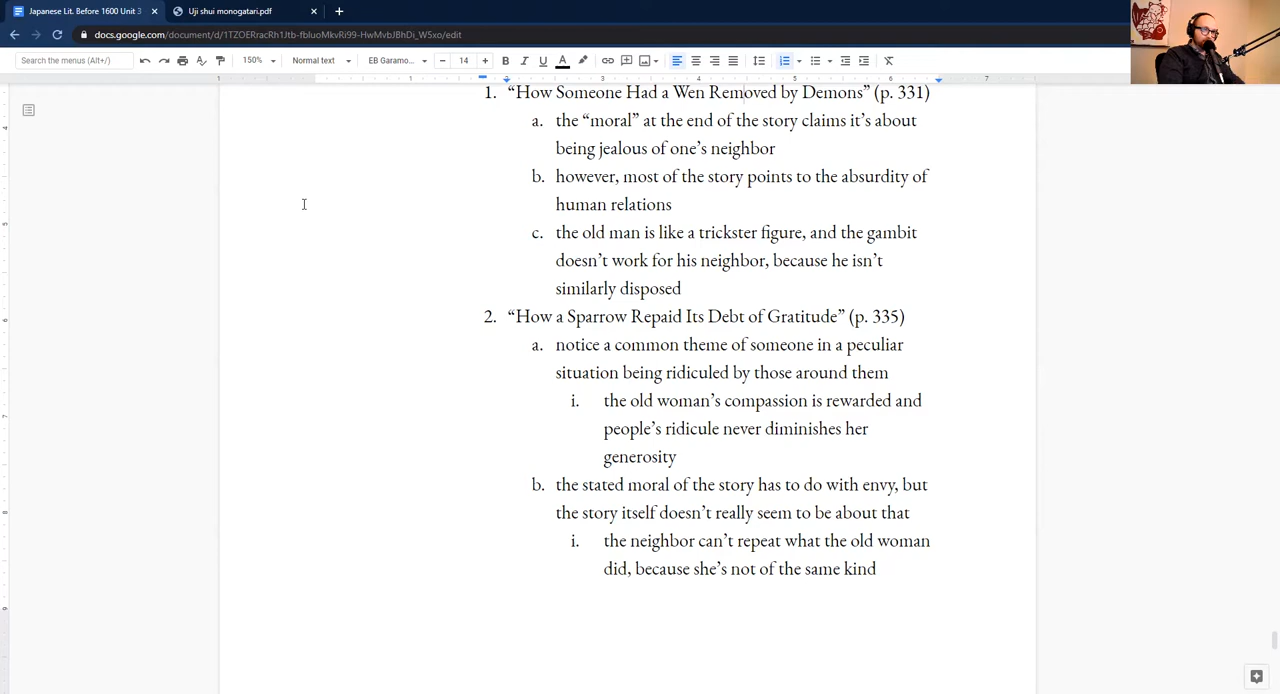 Japanese Lit. Before 1600 Unit 3
Uji shui monogatari.pdf
docs.google.com/document/d/1TZOERracRh1Jtb-fbluoMkvRi99-HwMvbJBhDi_W5xo/edit
Search the menus (Alt+/)
150%
Normal text
EB Garamo...
14
1. “How Someone Had a Wen Removed by Demons” (p. 331)
a. the “moral” at the end of the story claims it’s about
being jealous of one’s neighbor
b. however, most of the story points to the absurdity of
human relations
c. the old man is like a trickster figure, and the gambit
doesn’t work for his neighbor, because he isn’t
similarly disposed
2. “How a Sparrow Repaid Its Debt of Gratitude” (p. 335)
a. notice a common theme of someone in a peculiar
situation being ridiculed by those around them
i. the old woman’s compassion is rewarded and
people’s ridicule never diminishes her
generosity
b. the stated moral of the story has to do with envy, but
the story itself doesn’t really seem to be about that
i. the neighbor can’t repeat what the old woman
did, because she’s not of the same kind